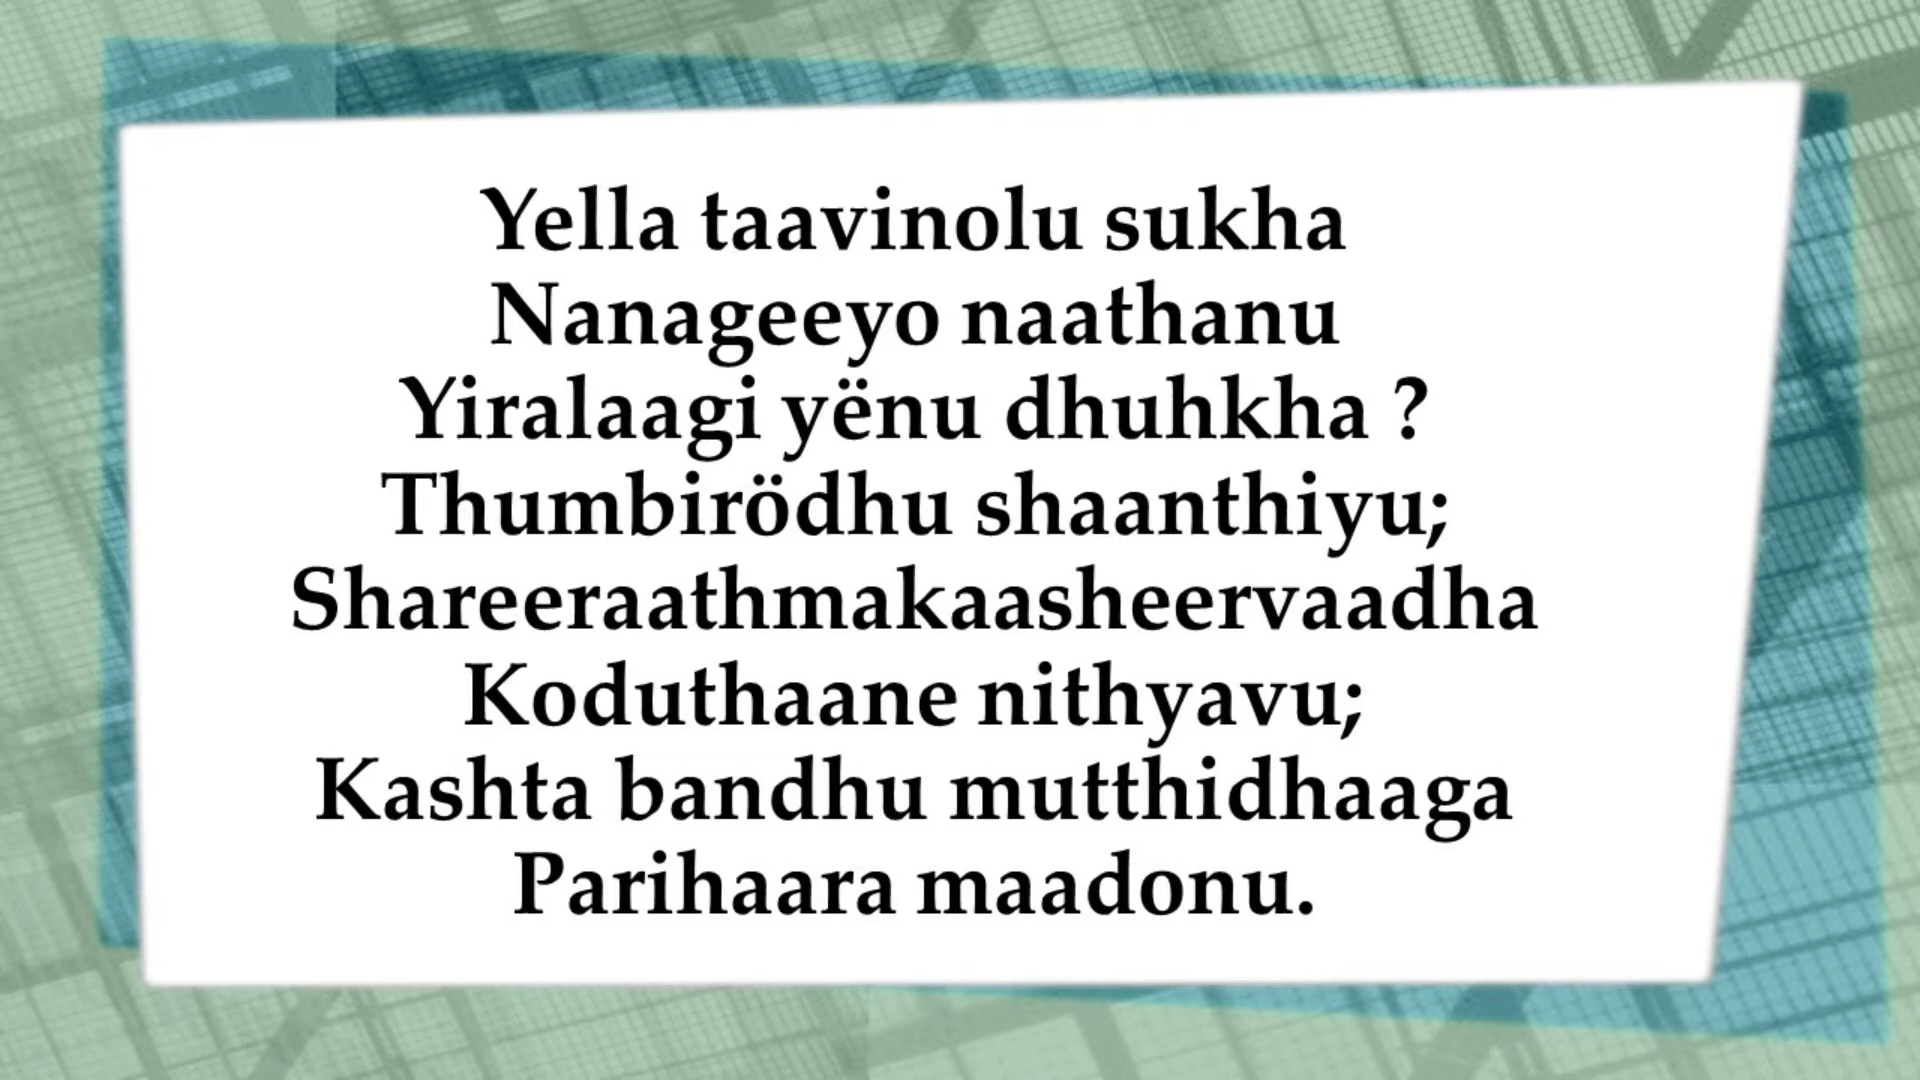 Yella taavinolu sukha
Nanageeyo naathanu
Yiralaagi yënu dhuhkha ?
Thumbirödhu shaanthiyu;
Shareeraathmakaasheervaadha
Koduthaane nithyavu;
Kashta bandhu mutthidhaaga
Parihaara maadonu.